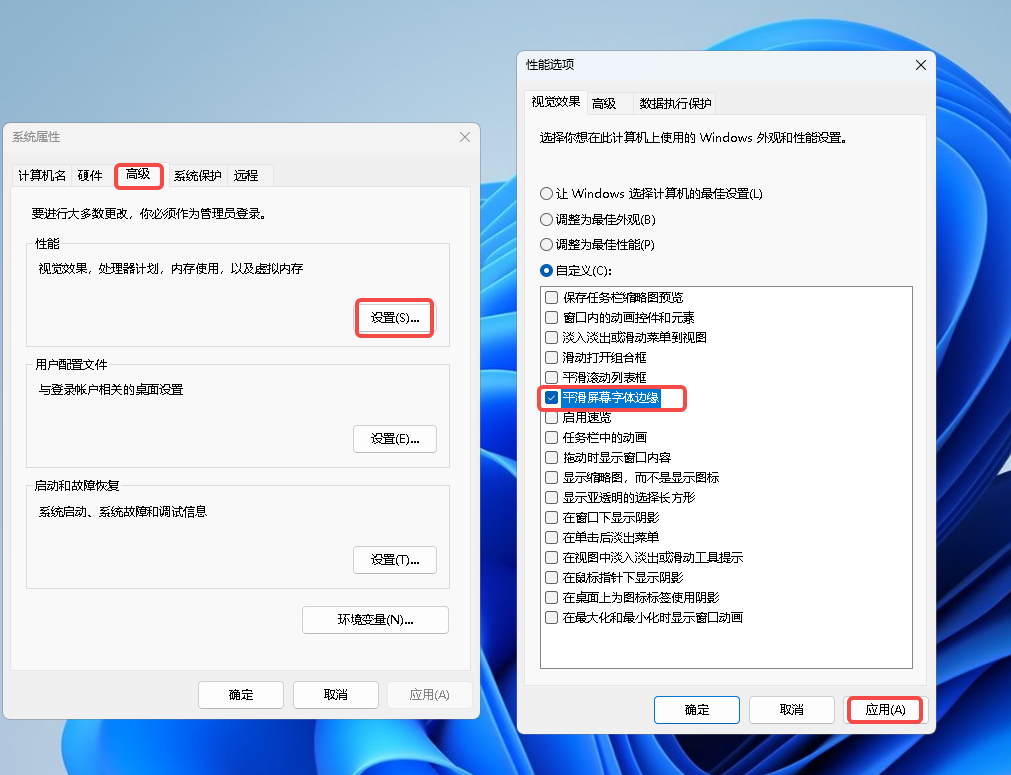 系统属性
计算机名 硬件 高级 系统保护 远程
要进行大多数更改，你必须作为管理员登录。
性能
视觉效果，处理器计划，内存使用，以及虚拟内存
设置(S)...
用户配置文件
与登录帐户相关的桌面设置
设置(E)...
启动和故障恢复
系统启动、系统故障和调试信息
设置(T)...
环境变量(N)...
确定 取消 应用(A)
性能选项
视觉效果 高级 数据执行保护
选择你想在此计算机上使用的 Windows 外观和性能设置。
让 Windows 选择计算机的最佳设置(L)
调整为最佳外观(B)
调整为最佳性能(P)
自定义(C):
保存任务栏缩略图预览
窗口内的动画控件和元素
淡入淡出或滑动菜单到视图
滑动打开组合框
平滑滚动列表框
平滑屏幕字体边缘
启用速览
任务栏中的动画
拖动时显示窗口内容
显示缩略图，而不是显示图标
显示亚透明的选择长方形
在窗口下显示阴影
在单击后淡出菜单
在视图中淡入淡出或滑动工具提示
在鼠标指针下显示阴影
在桌面上为图标标签使用阴影
在最大化和最小化时显示窗口动画
确定 取消 应用(A)